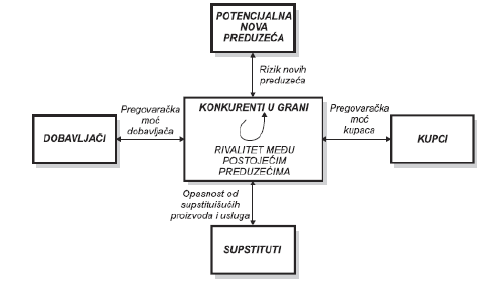 POTENCIJALNA
NOVA
PREDUZEĆA
Rizik novih
preduzeća
Pregovaračka
moć
dobavljača
KONKURENTI U GRANI
Pregovaračka
moć
kupaca
DOBAVLJAČI
RIVALITET MEĐU
POSTOJEĆIM
PREDUZEĆIMA
KUPCI
Opasnost od
supstituišućih
proizvoda i usluga
SUPSTITUTI